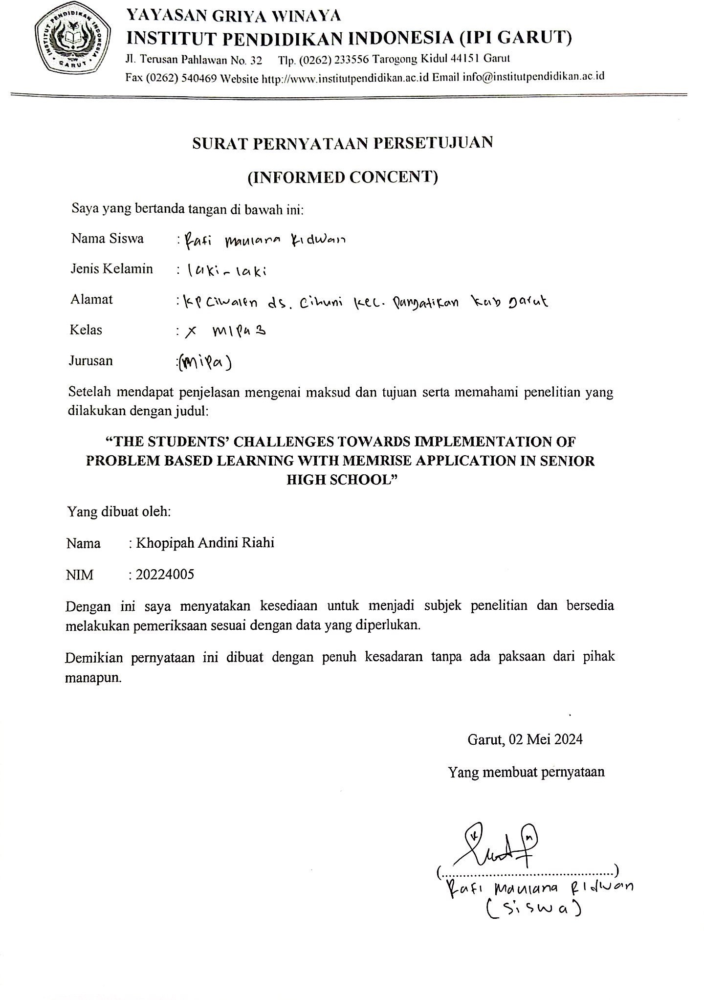 INSTITUT PENDIDIKAN INDONESIA
GARUT
YAYASAN GRIYA WINAYA
INSTITUT PENDIDIKAN INDONESIA (IPI GARUT)
Jl. Terusan Pahlawan No. 32 Tlp. (0262) 233556 Tarogong Kidul 44151 Garut
Fax (0262) 540469 Website http://www.institutpendidikan.ac.id Email info@institutpendidikan.ac.id
SURAT PERNYATAAN PERSETUJUAN
(INFORMED CONCENT)
Saya yang bertanda tangan di bawah ini:
Nama Siswa : Rafi Maulana Ridwan
Jenis Kelamin : laki-laki
Alamat : KP Ciwalen ds. Cihuni kec. Pangatikan kab garut
Kelas : X MIPA 3
Jurusan :(MIPA)
Setelah mendapat penjelasan mengenai maksud dan tujuan serta memahami penelitian yang
dilakukan dengan judul:
“THE STUDENTS’ CHALLENGES TOWARDS IMPLEMENTATION OF
PROBLEM BASED LEARNING WITH MEMRISE APPLICATION IN SENIOR
HIGH SCHOOL”
Yang dibuat oleh:
Nama : Khopipah Andini Riahi
NIM : 20224005
Dengan ini saya menyatakan kesediaan untuk menjadi subjek penelitian dan bersedia
melakukan pemeriksaan sesuai dengan data yang diperlukan.
Demikian pernyataan ini dibuat dengan penuh kesadaran tanpa ada paksaan dari pihak
manapun.
Garut, 02 Mei 2024
Yang membuat pernyataan
(..................................................)
Rafi Maulana Ridwan
(Siswa)